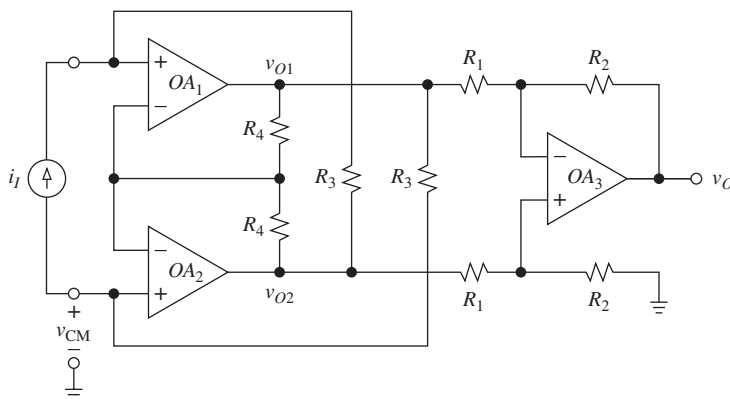 +
OA1
−
vO1
R1
R2
R4
iI
R3
R3
−
OA3
+
vO
R4
−
OA2
+
vO2
R1
R2
+
vCM
−